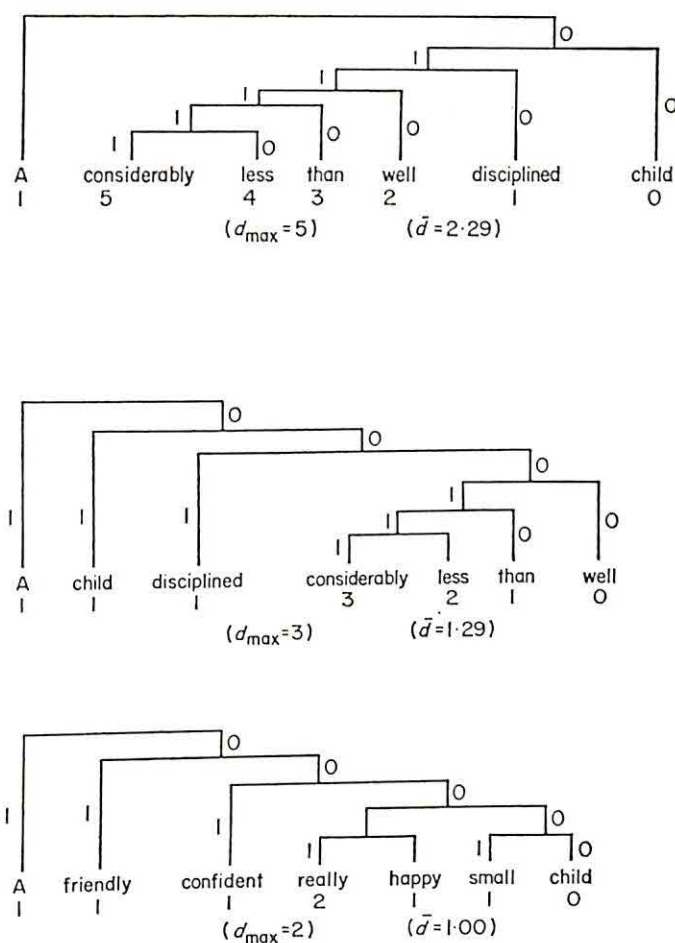 0
1
1
1 0
1 0 0 0
1 0
A considerably less than well disciplined child
1 5 4 3 2 1 0
(d_max = 5) (d̄ = 2·29)
0
0
0
1
1 1 1 1 0
1 0
A child disciplined considerably less than well
1 1 1 3 2 1 0
(d_max = 3) (d̄ = 1·29)
0
0
0
0
1 1 1
1 1 0
A friendly confident really happy small child
1 1 1 2 1 1 0
(d_max = 2) (d̄ = 1·00)